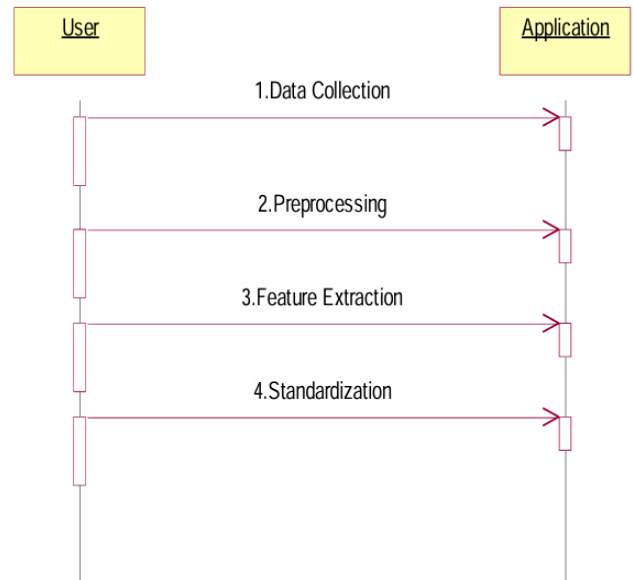 User
Application
1.Data Collection
2.Preprocessing
3.Feature Extraction
4.Standardization